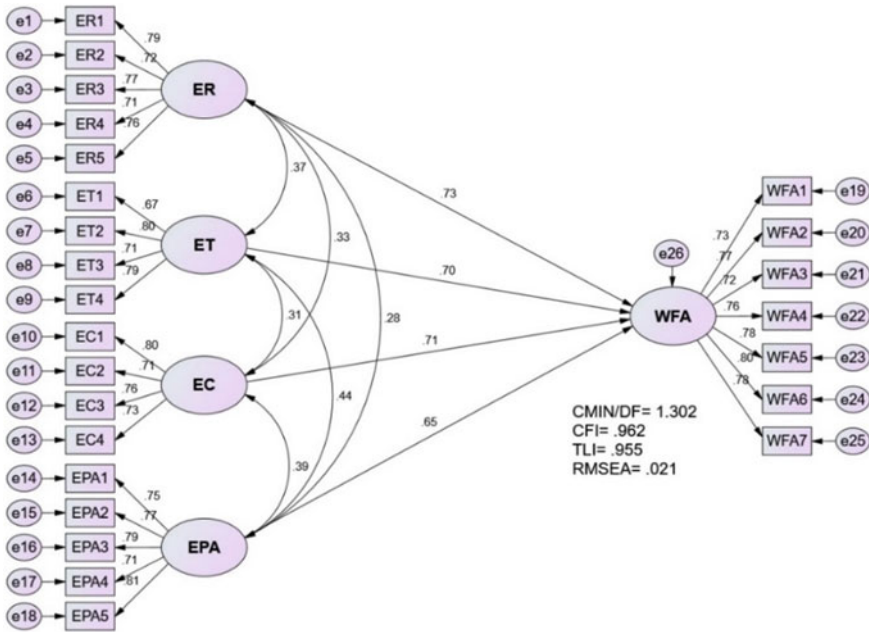 e1 ER1 .79
e2 ER2 .72
e3 ER3 .77
e4 ER4 .71
e5 ER5 .76
ER
e6 ET1 .67
e7 ET2 .80
e8 ET3 .71
e9 ET4 .79
ET
e10 EC1 .80
e11 EC2 .71
e12 EC3 .76
e13 EC4 .73
EC
e14 EPA1 .75
e15 EPA2 .77
e16 EPA3 .79
e17 EPA4 .71
e18 EPA5 .81
EPA
.37
.33
.31
.28
.44
.39
.73
.70
.71
.65
e26
WFA
.73 WFA1 e19
.77 WFA2 e20
.72 WFA3 e21
.76 WFA4 e22
.78 WFA5 e23
.80 WFA6 e24
.78 WFA7 e25
CMIN/DF= 1.302
CFI= .962
TLI= .955
RMSEA= .021